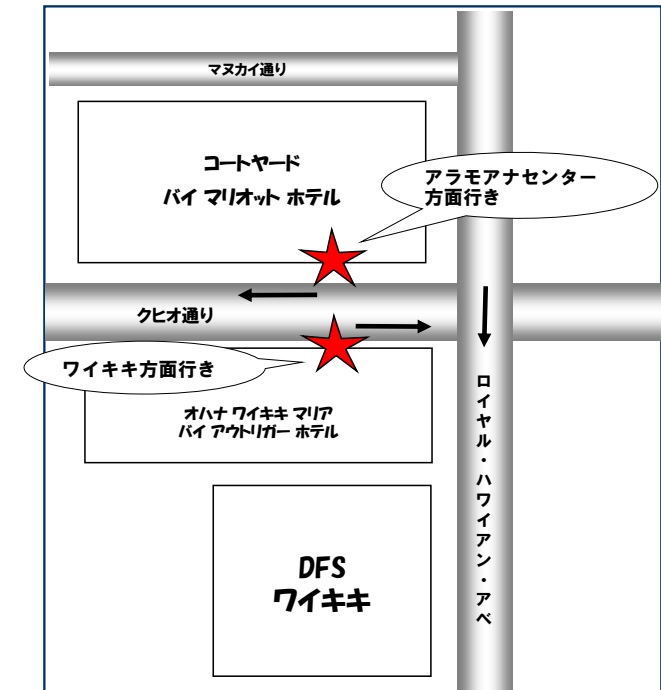 マヌカイ通り
コートヤード
バイ マリオット ホテル
アラモアナセンター
方面行き
クヒオ通り
ワイキキ方面行き
オハナ ワイキキ マリア
バイ アウトリガー ホテル
ロイヤル・ハワイアン・アベ
DFS
ワイキキ